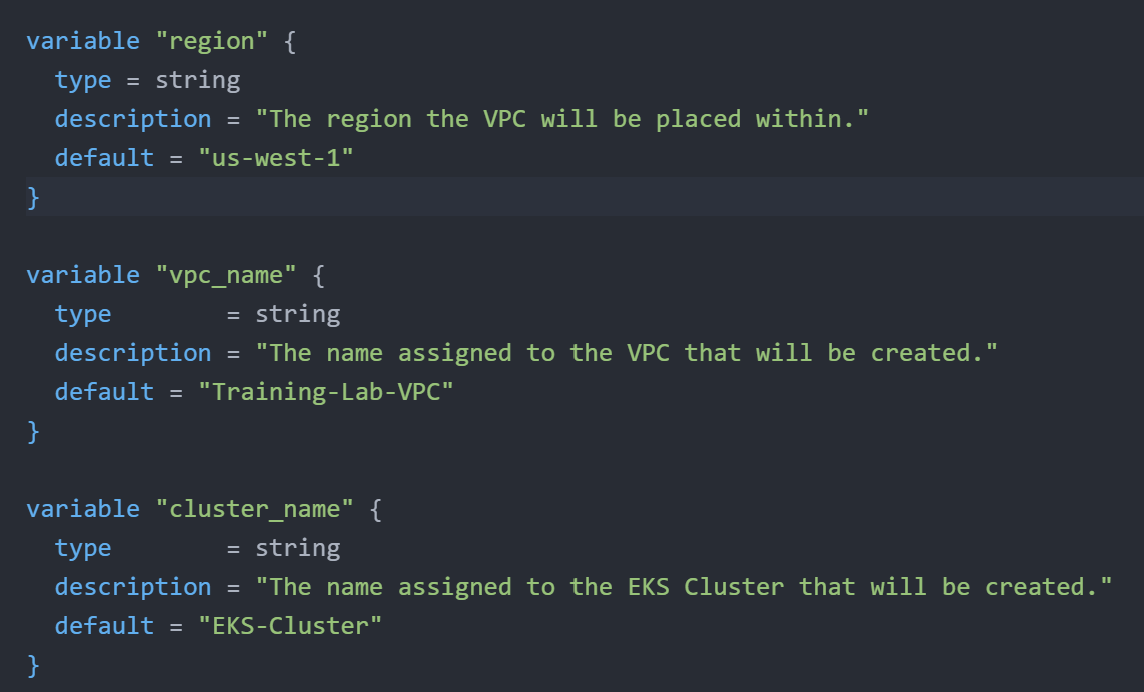 variable "region" {
  type = string
  description = "The region the VPC will be placed within."
  default = "us-west-1"
}

variable "vpc_name" {
  type        = string
  description = "The name assigned to the VPC that will be created."
  default = "Training-Lab-VPC"
}

variable "cluster_name" {
  type        = string
  description = "The name assigned to the EKS Cluster that will be created."
  default = "EKS-Cluster"
}